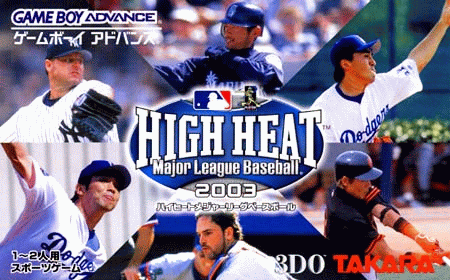 GAME BOY ADVANCE
ゲームボーイ アドバンス
Dodgers
HIGH HEAT™
Major League Baseball
2003
ハイヒートメジャーリーグベースボール
1~2人用
スポーツゲーム
3DO
TAKARA